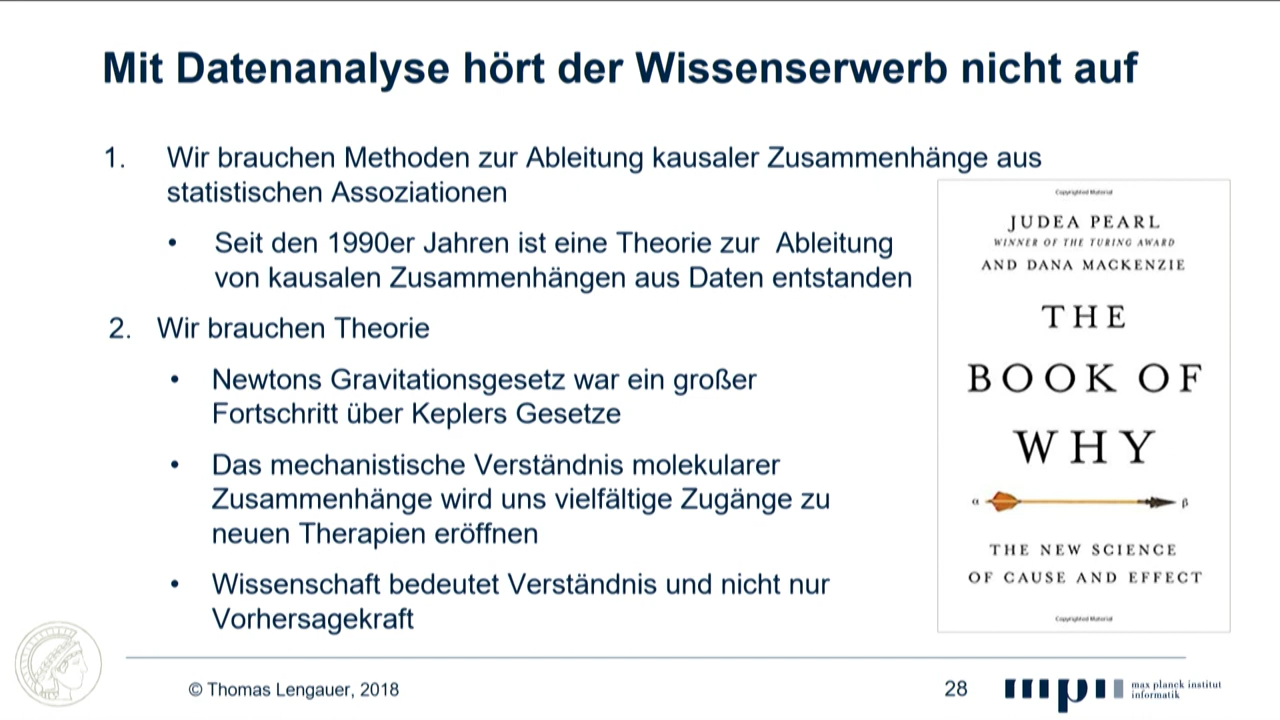 Mit Datenanalyse hört der Wissenserwerb nicht auf
1. Wir brauchen Methoden zur Ableitung kausaler Zusammenhänge aus
statistischen Assoziationen
• Seit den 1990er Jahren ist eine Theorie zur Ableitung
von kausalen Zusammenhängen aus Daten entstanden
2. Wir brauchen Theorie
• Newtons Gravitationsgesetz war ein großer
Fortschritt über Keplers Gesetze
• Das mechanistische Verständnis molekularer
Zusammenhänge wird uns vielfältige Zugänge zu
neuen Therapien eröffnen
• Wissenschaft bedeutet Verständnis und nicht nur
Vorhersagekraft
Copyrighted Material
JUDEA PEARL
WINNER OF THE TURING AWARD
AND DANA MACKENZIE
THE
BOOK OF
WHY
α β
THE NEW SCIENCE
OF CAUSE AND EFFECT
Copyrighted Material
© Thomas Lengauer, 2018
28
mpi
max planck institut
informatik